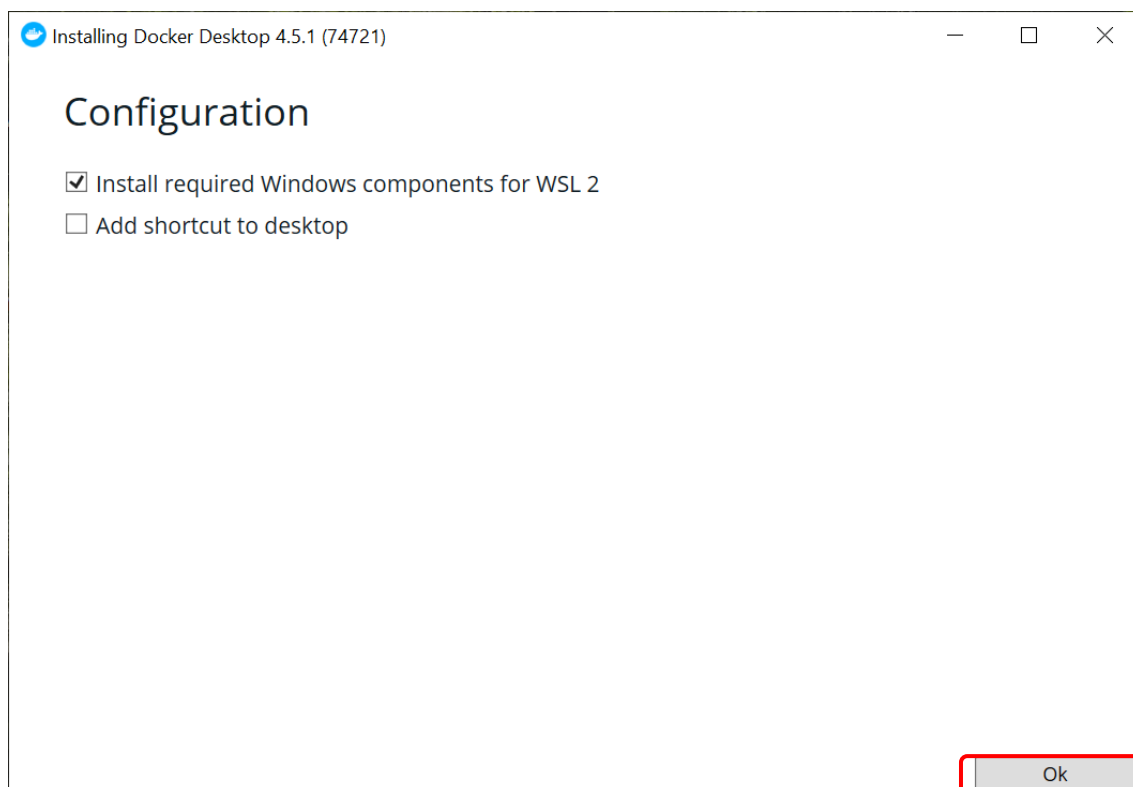 Installing Docker Desktop 4.5.1 (74721)
Configuration
Install required Windows components for WSL 2
Add shortcut to desktop
Ok